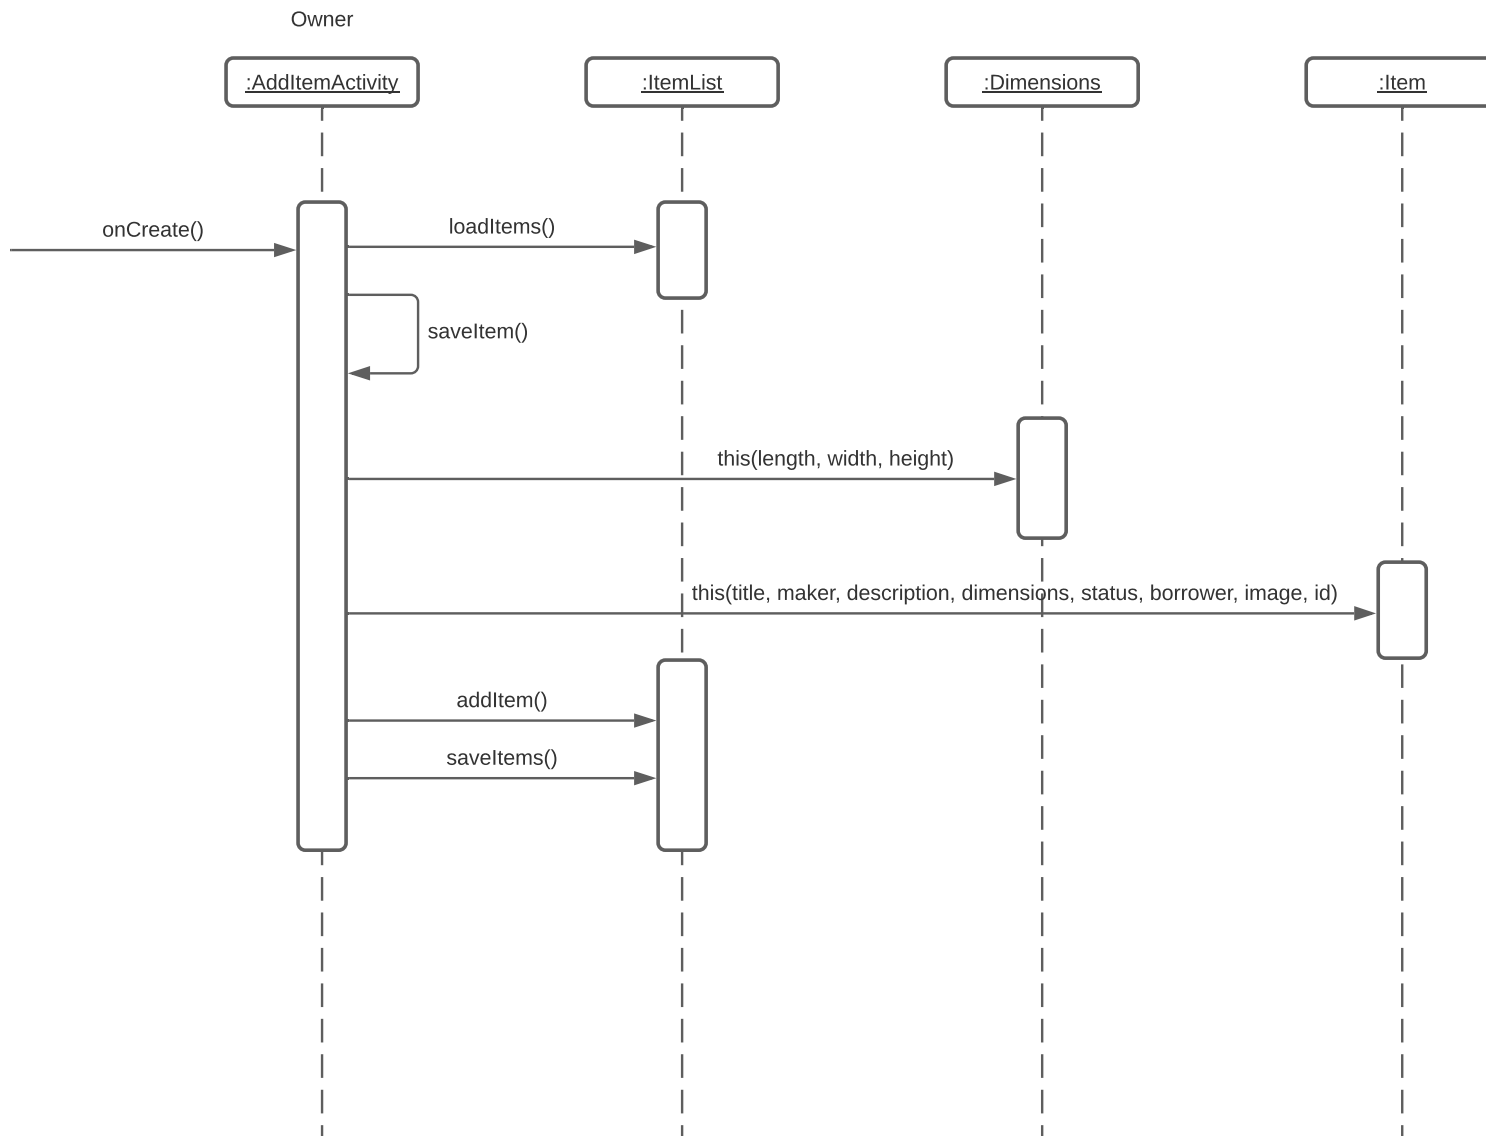 Owner
:AddItemActivity
:ItemList
:Dimensions
:Item
onCreate()
loadItems()
saveItem()
this(length, width, height)
this(title, maker, description, dimensions, status, borrower, image, id)
addItem()
saveItems()